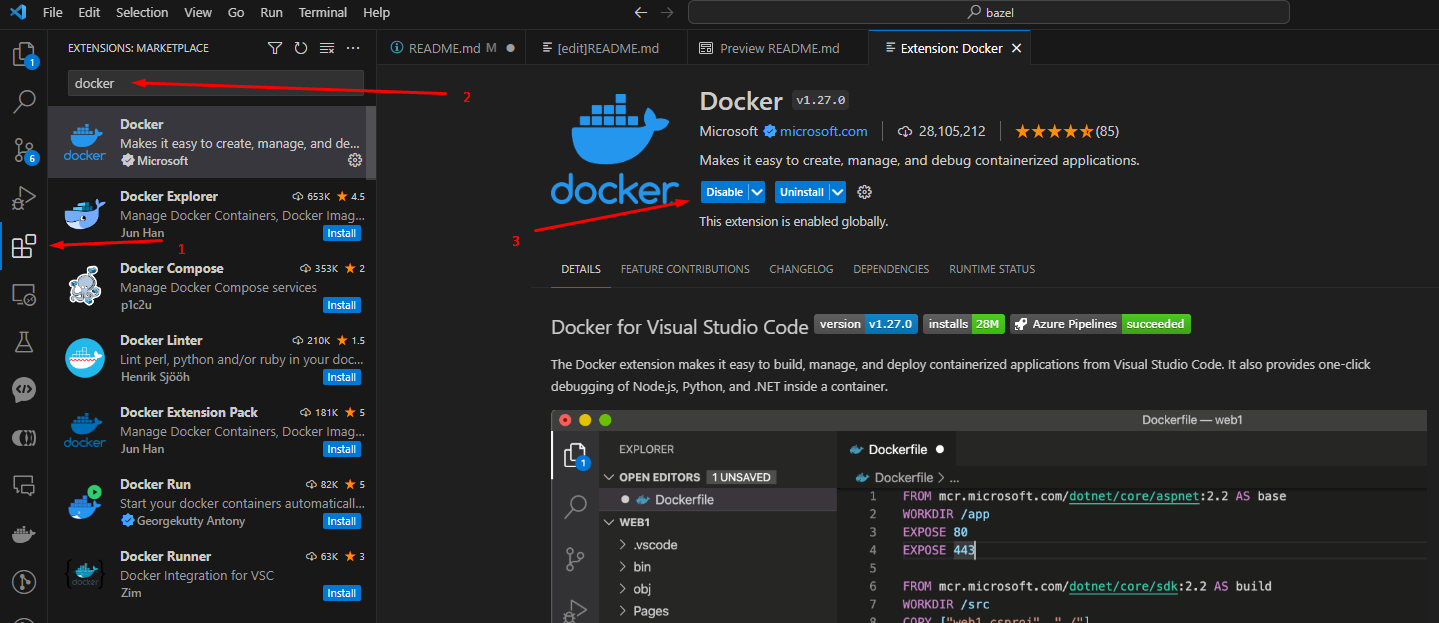 File Edit Selection View Go Run Terminal Help
bazel
EXTENSIONS: MARKETPLACE
docker
2
1
3
1
6
Docker
Makes it easy to create, manage, and de...
Microsoft
Docker Explorer 653K 4.5
Manage Docker Containers, Docker Imag...
Jun Han Install
Docker Compose 353K 2
Manage Docker Compose services
p1c2u Install
Docker Linter 210K 1.5
Lint perl, python and/or ruby in your doc...
Henrik Sjööh Install
Docker Extension Pack 181K 5
Manage Docker Containers, Docker Imag...
Jun Han Install
Docker Run 82K 5
Start your docker containers automaticall...
Georgekutty Antony Install
Docker Runner 63K 3
Docker Integration for VSC
Zim Install
README.md M [edit]README.md Preview README.md Extension: Docker
docker
Docker v1.27.0
Microsoft microsoft.com 28,105,212 (85)
Makes it easy to create, manage, and debug containerized applications.
Disable Uninstall
This extension is enabled globally.
DETAILS FEATURE CONTRIBUTIONS CHANGELOG DEPENDENCIES RUNTIME STATUS
Docker for Visual Studio Code version v1.27.0 installs 28M Azure Pipelines succeeded
The Docker extension makes it easy to build, manage, and deploy containerized applications from Visual Studio Code. It also provides one-click
debugging of Node.js, Python, and .NET inside a container.
Dockerfile — web1
EXPLORER
1
OPEN EDITORS 1 UNSAVED
Dockerfile
WEB1
.vscode
bin
obj
Pages
Dockerfile
Dockerfile > ...
1 FROM mcr.microsoft.com/dotnet/core/aspnet:2.2 AS base
2 WORKDIR /app
3 EXPOSE 80
4 EXPOSE 443
5
6 FROM mcr.microsoft.com/dotnet/core/sdk:2.2 AS build
7 WORKDIR /src
8 COPY ["web1.csproj", "./"]